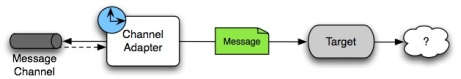 Message
Channel
Channel
Adapter
Message
Target
?